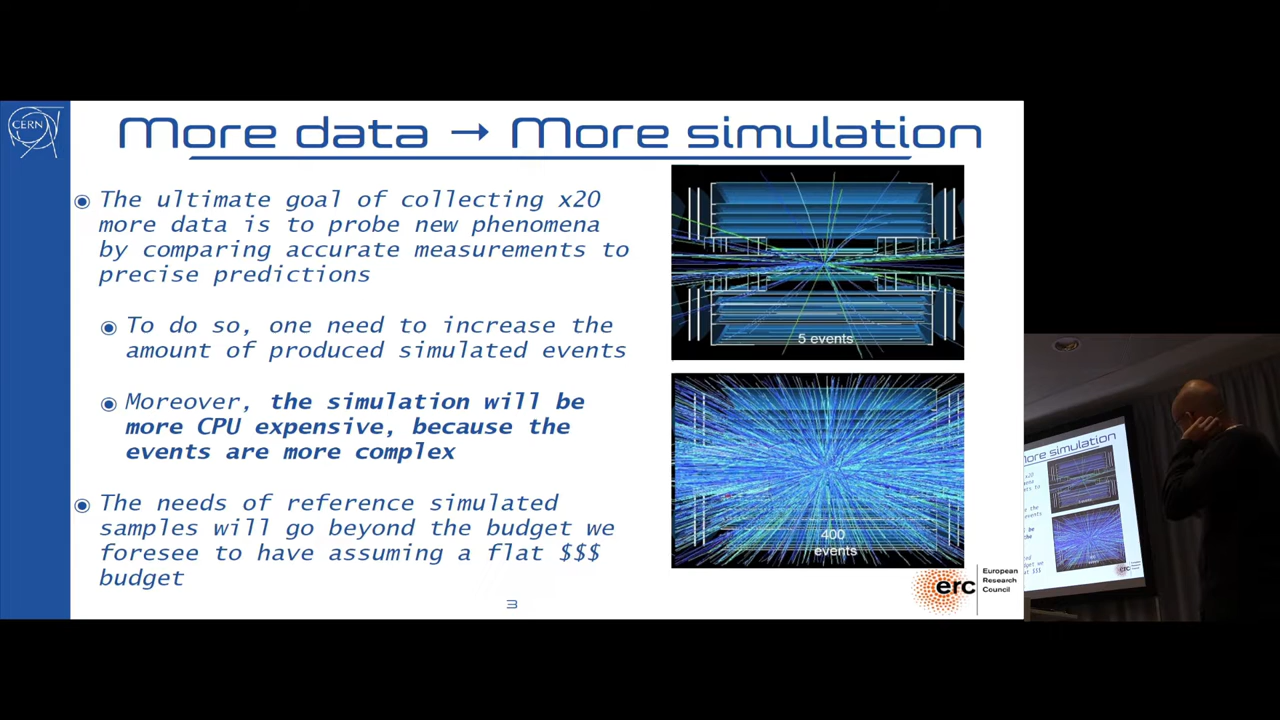 CERN
More data → More simulation
The ultimate goal of collecting x20
more data is to probe new phenomena
by comparing accurate measurements to
precise predictions
To do so, one need to increase the
amount of produced simulated events
Moreover, the simulation will be
more CPU expensive, because the
events are more complex
The needs of reference simulated
samples will go beyond the budget we
foresee to have assuming a flat $$$
budget
5 events
400
events
erc
European
Research
Council
3
More simulation